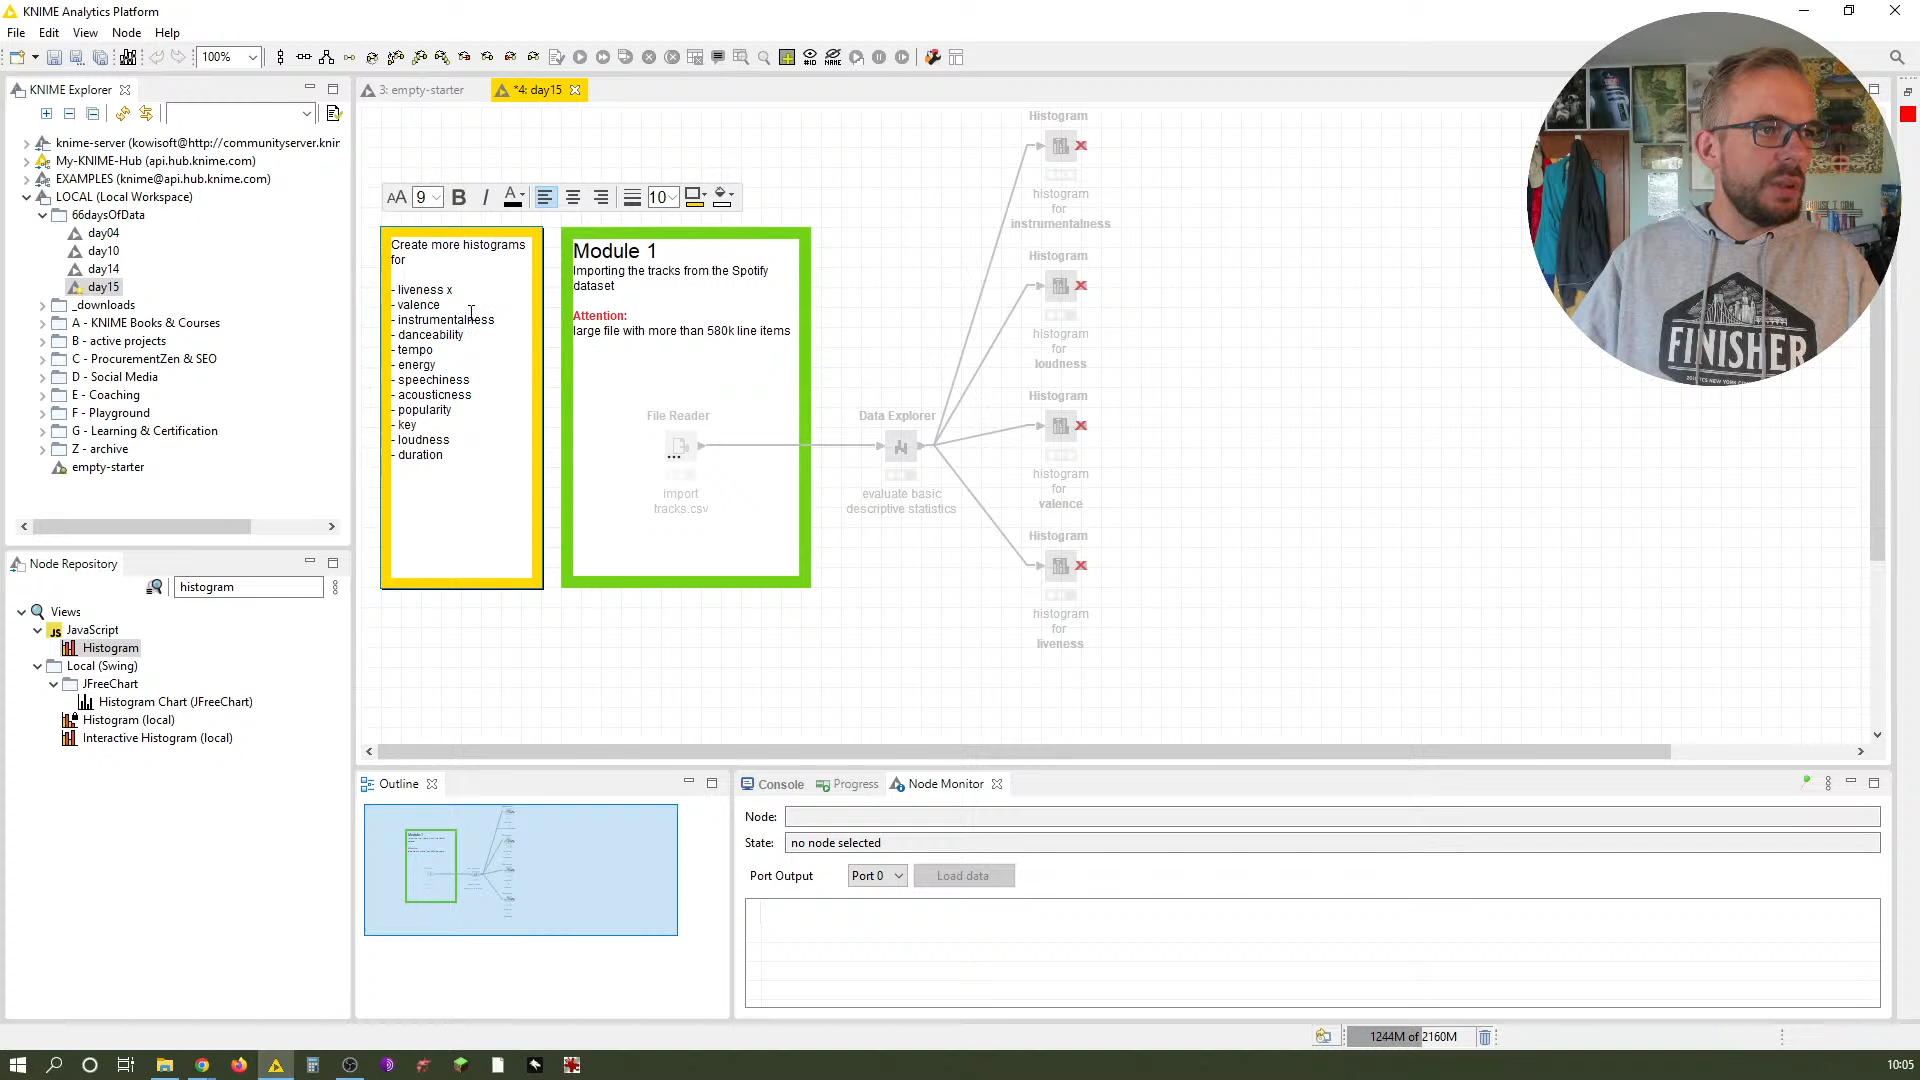 KNIME Analytics Platform
File Edit View Node Help
100%
KNIME Explorer
3: empty-starter
*4: day15
knime-server (kowisoft@http://communityserver.knir
My-KNIME-Hub (api.hub.knime.com)
EXAMPLES (knime@api.hub.knime.com)
LOCAL (Local Workspace)
66daysOfData
day04
day10
day14
day15
_downloads
A - KNIME Books & Courses
B - active projects
C - ProcurementZen & SEO
D - Social Media
E - Coaching
F - Playground
G - Learning & Certification
Z - archive
empty-starter
Node Repository
histogram
Views
JS JavaScript
Histogram
Local (Swing)
JFreeChart
Histogram Chart (JFreeChart)
Histogram (local)
Interactive Histogram (local)
AA 9 B I A 10
Create more histograms
for
- liveness x
- valence
- instrumentalness
- danceability
- tempo
- energy
- speechiness
- acousticness
- popularity
- key
- loudness
- duration
Module 1
Importing the tracks from the Spotify
dataset
Attention:
large file with more than 580k line items
File Reader
import
tracks.csv
Data Explorer
evaluate basic
descriptive statistics
Histogram
histogram
for
instrumentalness
Histogram
histogram
for
loudness
Histogram
histogram
for
valence
Histogram
histogram
for
liveness
FINISHER
Outline
Console
Progress
Node Monitor
Node:
State: no node selected
Port Output
Port 0
Load data
1244M of 2160M
10:05